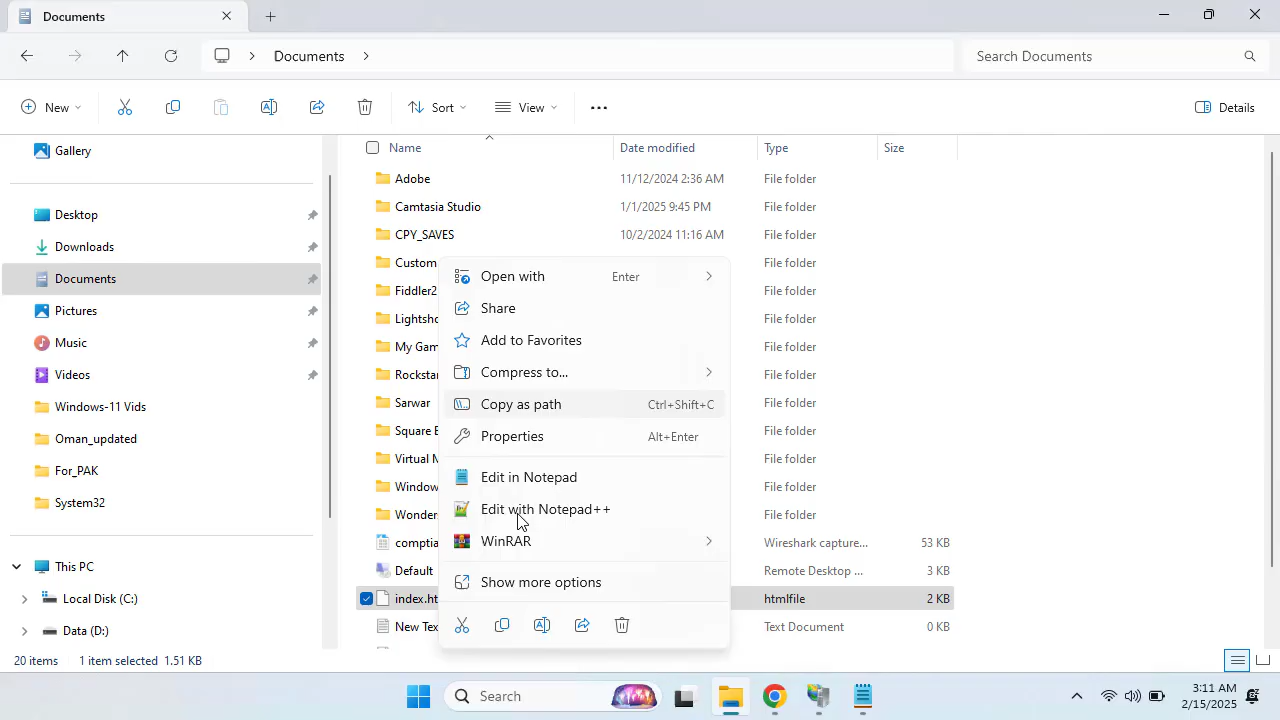 Documents
Documents
Search Documents
New
Sort
View
Details
Gallery
Desktop
Downloads
Documents
Pictures
Music
Videos
Windows-11 Vids
Oman_updated
For_PAK
System32
This PC
Local Disk (C:)
Data (D:)
Name Date modified Type Size
Adobe 11/12/2024 2:36 AM File folder
Camtasia Studio 1/1/2025 9:45 PM File folder
CPY_SAVES 10/2/2024 11:16 AM File folder
Custom File folder
Fiddler2 File folder
Lightsh File folder
My Gam File folder
Rockstar File folder
Sarwar File folder
Square E File folder
Virtual M File folder
Window File folder
Wonder File folder
comptia Wireshark capture... 53 KB
Default Remote Desktop ... 3 KB
index.ht htmlfile 2 KB
New Tex Text Document 0 KB
Open with Enter
Share
Add to Favorites
Compress to...
Copy as path Ctrl+Shift+C
Properties Alt+Enter
Edit in Notepad
Edit with Notepad++
WinRAR
Show more options
20 items 1 item selected 1.51 KB
Search
3:11 AM
2/15/2025